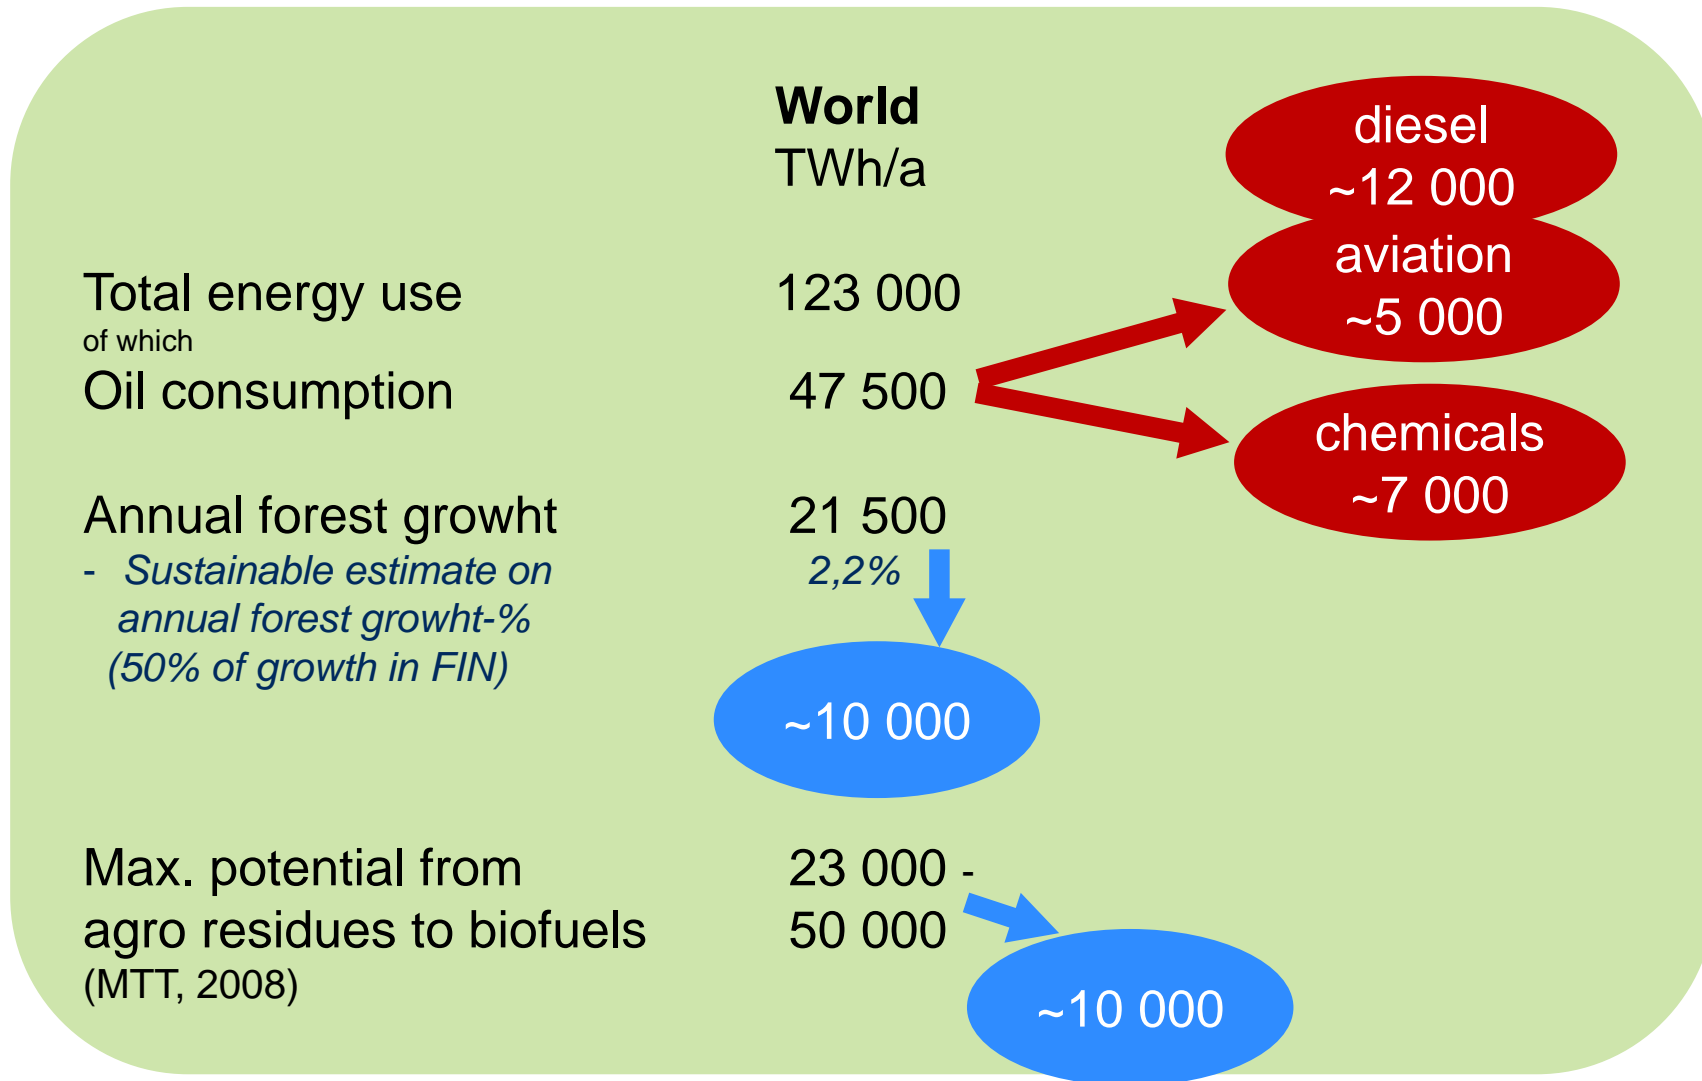 World
TWh/a
diesel
~12 000
aviation
~5 000
Total energy use 123 000
of which
Oil consumption 47 500
chemicals
~7 000
Annual forest growht 21 500
- Sustainable estimate on 2,2%
annual forest growht-%
(50% of growth in FIN)
~10 000
Max. potential from 23 000 -
agro residues to biofuels 50 000
(MTT, 2008)
~10 000